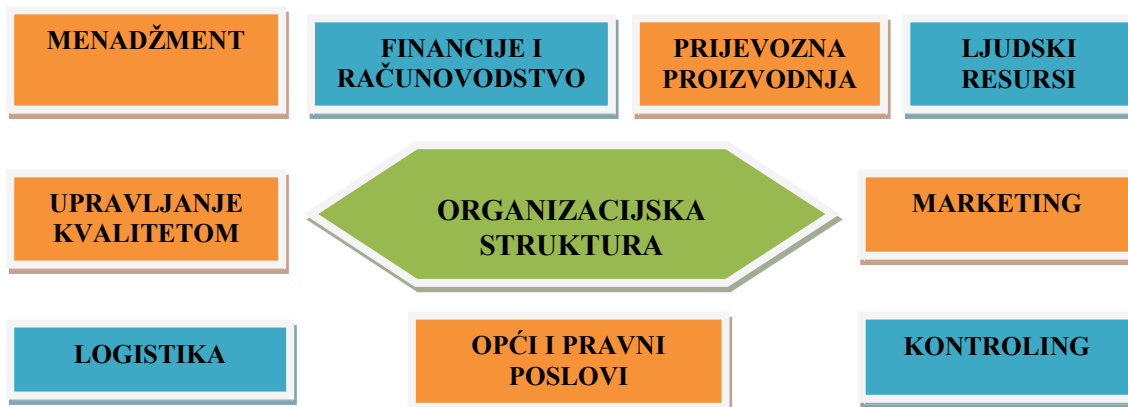 MENADŽMENT
FINANCIJE I
RAČUNOVODSTVO
PRIJEVOZNA
PROIZVODNJA
LJUDSKI
RESURSI
UPRAVLJANJE
KVALITETOM
ORGANIZACIJSKA
STRUKTURA
MARKETING
LOGISTIKA
OPĆI I PRAVNI
POSLOVI
KONTROLING